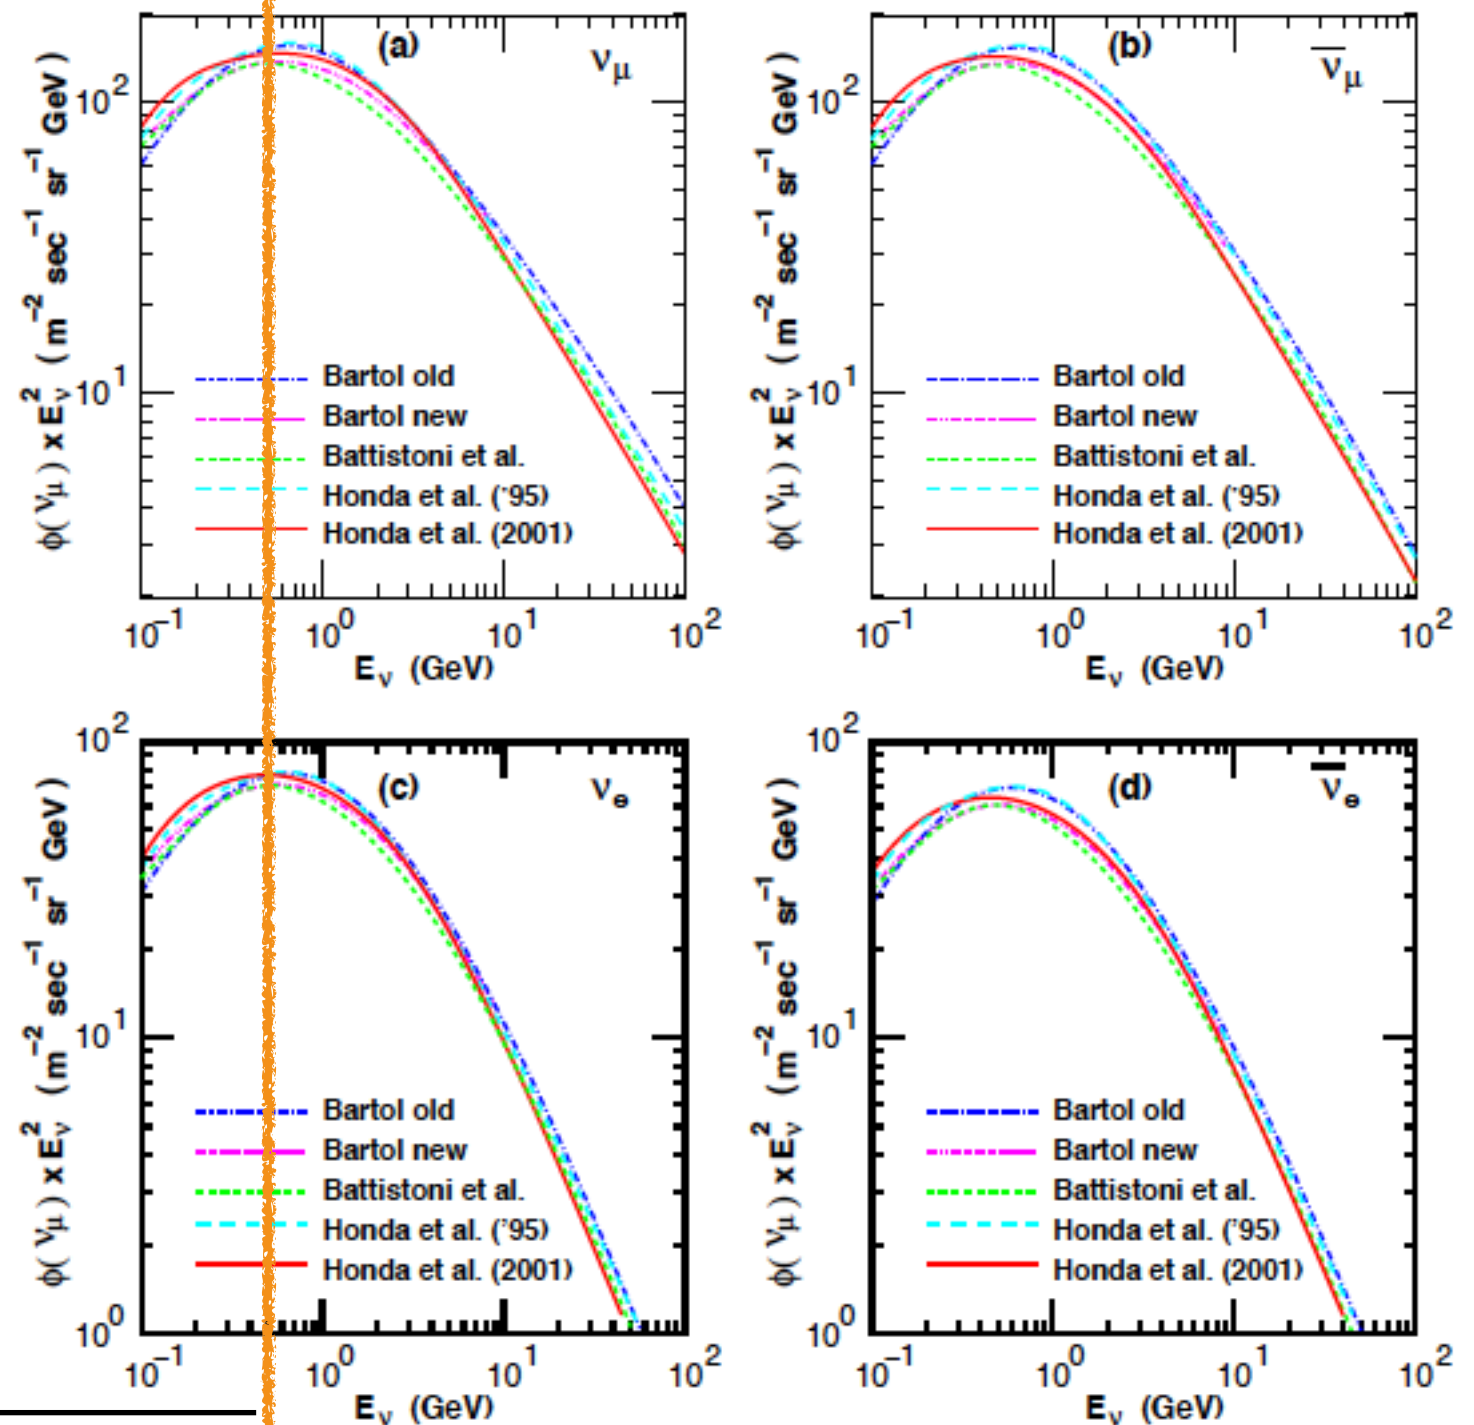 (a) νμ
ϕ( νμ ) x Eν² ( m⁻² sec⁻¹ sr⁻¹ GeV )
10²
10¹
Bartol old
Bartol new
Battistoni et al.
Honda et al. ('95)
Honda et al. (2001)
10⁻¹ 10⁰ 10¹ 10²
Eν (GeV)
(b) ν̅μ
ϕ( νμ ) x Eν² ( m⁻² sec⁻¹ sr⁻¹ GeV )
10²
10¹
Bartol old
Bartol new
Battistoni et al.
Honda et al. ('95)
Honda et al. (2001)
10⁻¹ 10⁰ 10¹ 10²
Eν (GeV)
(c) νe
ϕ( νμ ) x Eν² (m⁻² sec⁻¹ sr⁻¹ GeV )
10²
10¹
10⁰
Bartol old
Bartol new
Battistoni et al.
Honda et al. ('95)
Honda et al. (2001)
10⁻¹ 10⁰ 10¹ 10²
Eν (GeV)
(d) ν̅e
ϕ( νμ ) x Eν² (m⁻² sec⁻¹ sr⁻¹ GeV )
10²
10¹
10⁰
Bartol old
Bartol new
Battistoni et al.
Honda et al. ('95)
Honda et al. (2001)
10⁻¹ 10⁰ 10¹ 10²
Eν (GeV)